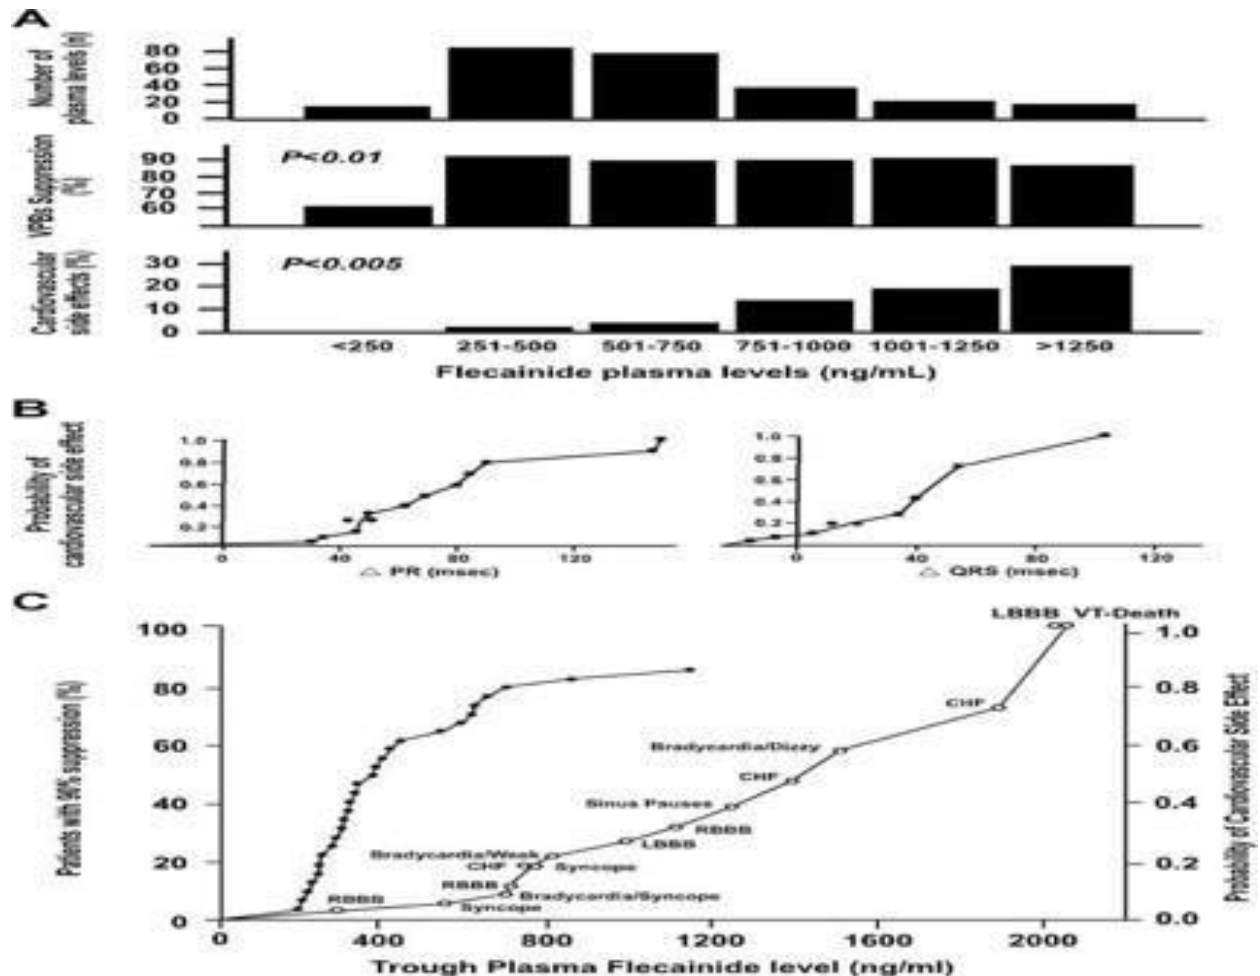 A
Number of
plasma levels (n)
80
60
40
20
0
VPBs Suppression
(%)
90
80
70
60
P<0.01
Cardiovascular
side effects (%)
30
20
10
0
P<0.005
<250 251-500 501-750 751-1000 1001-1250 >1250
Flecainide plasma levels (ng/mL)
B
Probability of
cardiovascular side effect
1.0
0.8
0.6
0.4
0.2
0 40 80 120
△ PR (msec)
1.0
0.8
0.6
0.4
0.2
0 40 80 120
△ QRS (msec)
C
Patients with 90% suppression (%)
100
80
60
40
20
0
LBBB VT-Death
CHF
Bradycardia/Dizzy
CHF
Sinus Pauses
RBBB
LBBB
Bradycardia/Weak
CHF
Syncope
RBBB
Bradycardia/Syncope
RBBB
Syncope
1.0
0.8
0.6
0.4
0.2
0.0
Probability of Cardiovascular Side Effect
0 400 800 1200 1600 2000
Trough Plasma Flecainide level (ng/ml)